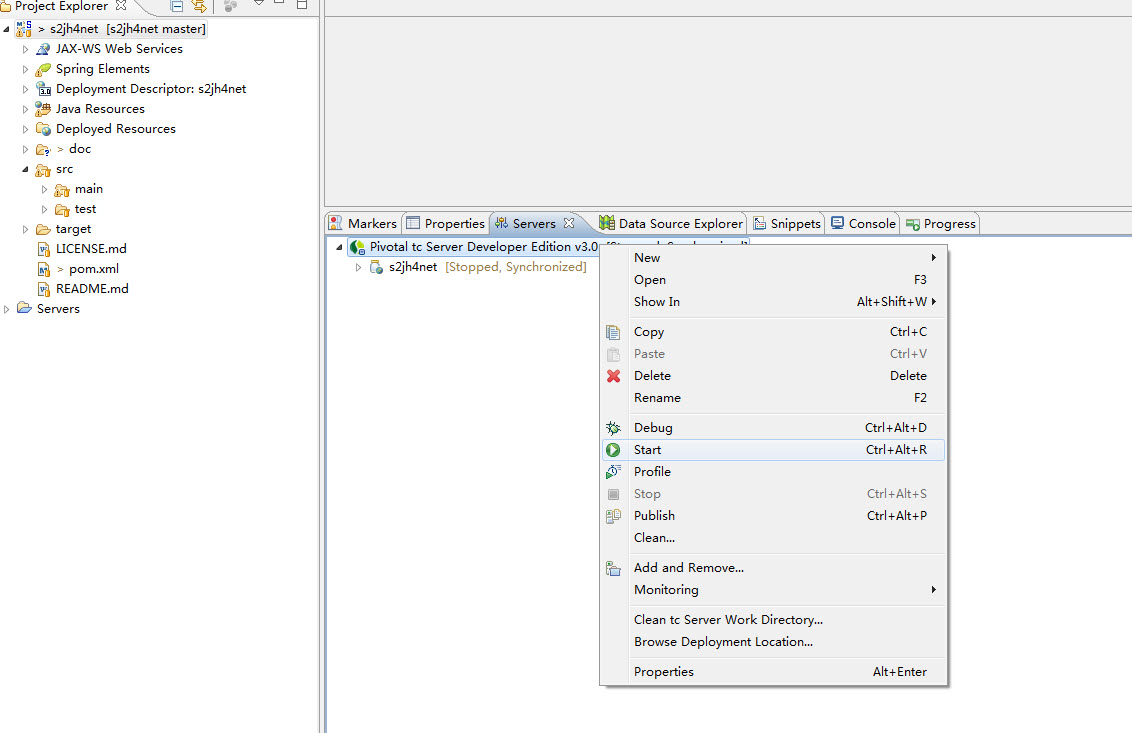 Project Explorer
> s2jh4net [s2jh4net master]
JAX-WS Web Services
Spring Elements
Deployment Descriptor: s2jh4net
Java Resources
Deployed Resources
> doc
src
main
test
target
LICENSE.md
> pom.xml
README.md
Servers
Markers Properties Servers Data Source Explorer Snippets Console Progress
Pivotal tc Server Developer Edition v3.0 [Stopped, Synchronized]
s2jh4net [Stopped, Synchronized]
New
Open F3
Show In Alt+Shift+W
Copy Ctrl+C
Paste Ctrl+V
Delete Delete
Rename F2
Debug Ctrl+Alt+D
Start Ctrl+Alt+R
Profile
Stop Ctrl+Alt+S
Publish Ctrl+Alt+P
Clean...
Add and Remove...
Monitoring
Clean tc Server Work Directory...
Browse Deployment Location...
Properties Alt+Enter